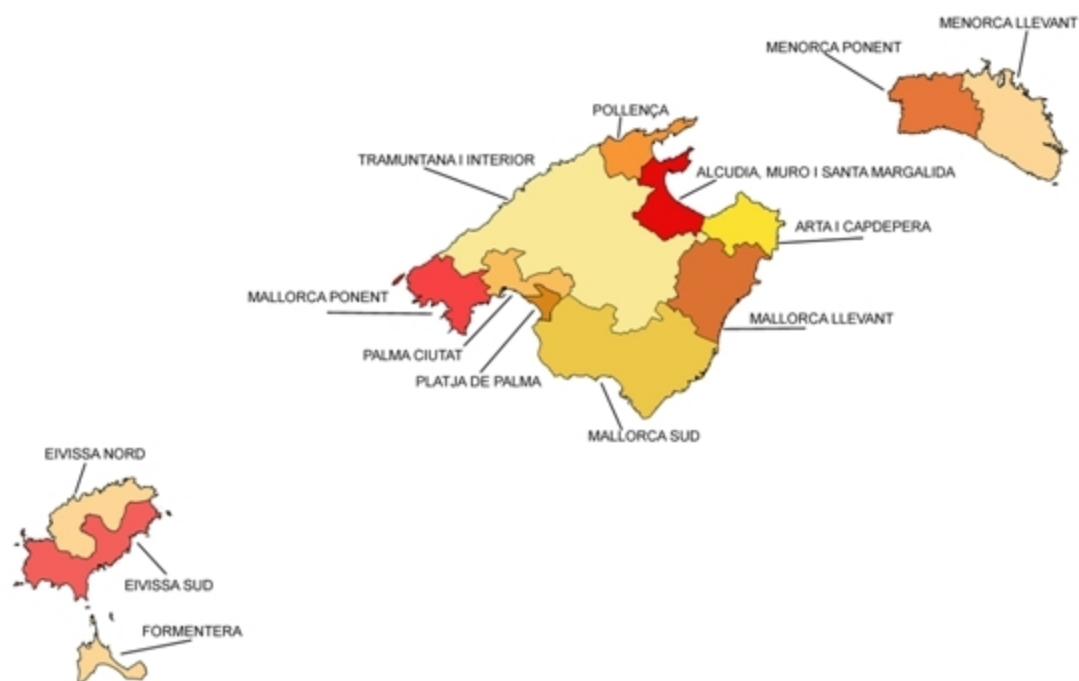 MENORCA LLEVANT
MENORCA PONENT
POLLENÇA
TRAMUNTANA I INTERIOR
ALCUDIA, MURO I SANTA MARGALIDA
ARTA I CAPDEPERA
MALLORCA PONENT
MALLORCA LLEVANT
PALMA CIUTAT
PLATJA DE PALMA
MALLORCA SUD
EIVISSA NORD
EIVISSA SUD
FORMENTERA